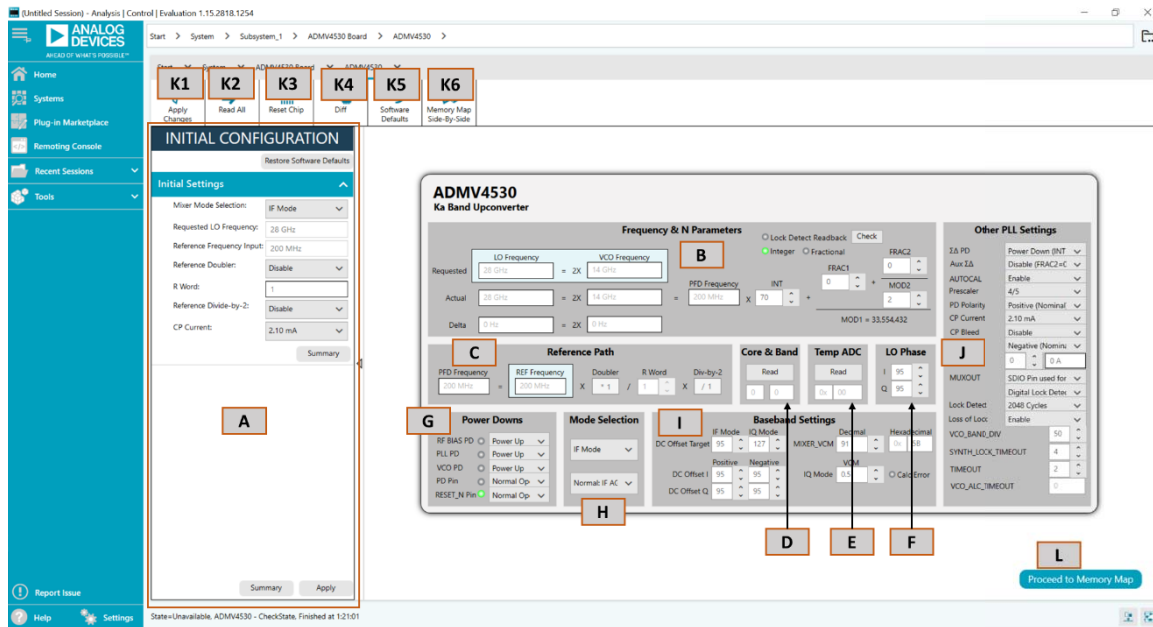 (Untitled Session) - Analysis | Control | Evaluation 1.15.2818.1254
ANALOG
DEVICES
AHEAD OF WHAT'S POSSIBLE™
Start > System > Subsystem_1 > ADMV4530 Board > ADMV4530 >
Home
Systems
Plug-in Marketplace
Remoting Console
Recent Sessions
Tools
Report Issue
Help Settings
K1 K2 K3 K4 K5 K6
Apply Changes
Read All
Reset Chip
Diff
Software Defaults
Memory Map Side-By-Side
INITIAL CONFIGURATION
Restore Software Defaults
Initial Settings
Mixer Mode Selection: IF Mode
Requested LO Frequency: 28 GHz
Reference Frequency Input: 200 MHz
Reference Doubler: Disable
R Word: 1
Reference Divide-by-2: Disable
CP Current: 2.10 mA
Summary
A
Summary Apply
ADMV4530
Ka Band Upconverter
Frequency & N Parameters
B
Lock Detect Readback Check
Integer Fractional
LO Frequency VCO Frequency
Requested 28 GHz = 2X 14 GHz
Actual 28 GHz = 2X 14 GHz = PFD Frequency 200 MHz X INT 70 + FRAC1 0 + FRAC2 0 MOD2 2
MOD1 = 33,554,432
Delta 0 Hz = 2X 0 Hz
C
Reference Path
PFD Frequency REF Frequency Doubler R Word Div-by-2
200 MHz = 200 MHz X * 1 / 1 X / 1
Core & Band
Read
0 0
Temp ADC
Read
0x 00
LO Phase
I 95
Q 95
G
Power Downs
RF BIAS PD Power Up
PLL PD Power Up
VCO PD Power Up
PD Pin Normal Op
RESET_N Pin Normal Op
Mode Selection
IF Mode
Normal: IF AC
H
I
Baseband Settings
IF Mode IQ Mode Decimal Hexadecimal
DC Offset Target 95 127 MIXER_VCM 91 0x 5B
Positive Negative VCM
DC Offset I 95 95 IQ Mode 0.5 Calc Error
DC Offset Q 95 95
D E F
Other PLL Settings
ΣΔ PD Power Down (INT
Aux ΣΔ Disable (FRAC2=0
AUTOCAL Enable
Prescaler 4/5
PD Polarity Positive (Nominal
CP Current 2.10 mA
CP Bleed Disable
Negative (Nomina
J
0 0 A
MUXOUT SDIO Pin used for
Digital Lock Detec
Lock Detect 2048 Cycles
Loss of Lock Enable
VCO_BAND_DIV 50
SYNTH_LOCK_TIMEOUT 4
TIMEOUT 2
VCO_ALC_TIMEOUT 0
L
Proceed to Memory Map
State=Unavailable, ADMV4530 - CheckState, Finished at 1:21:01